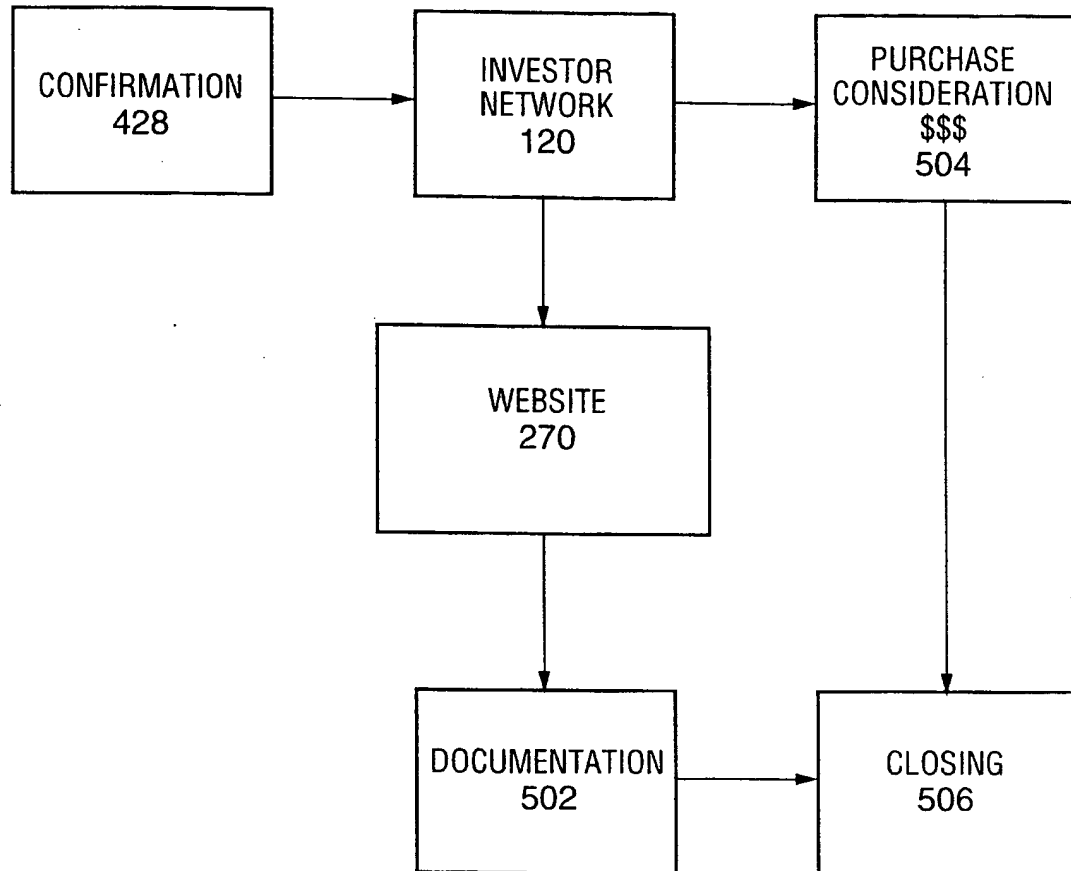 CONFIRMATION
428
INVESTOR
NETWORK
120
PURCHASE
CONSIDERATION
$$$
504
WEBSITE
270
DOCUMENTATION
502
CLOSING
506